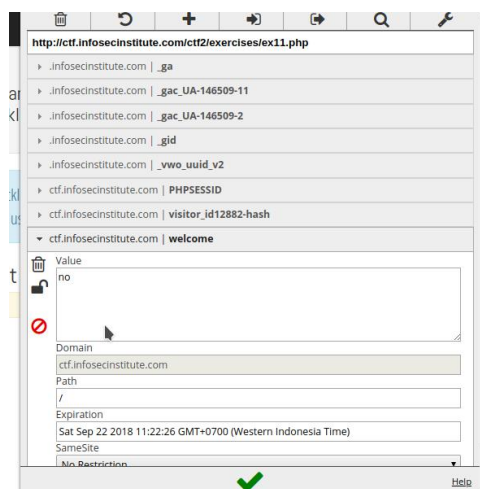 http://ctf.infosecinstitute.com/ctf2/exercises/ex11.php
.infosecinstitute.com | _ga
.infosecinstitute.com | _gac_UA-146509-11
.infosecinstitute.com | _gac_UA-146509-2
.infosecinstitute.com | _gid
.infosecinstitute.com | _vwo_uuid_v2
ctf.infosecinstitute.com | PHPSESSID
ctf.infosecinstitute.com | visitor_id12882-hash
ctf.infosecinstitute.com | welcome
Value
no
Domain
ctf.infosecinstitute.com
Path
/
Expiration
Sat Sep 22 2018 11:22:26 GMT+0700 (Western Indonesia Time)
SameSite
No Restriction
Help